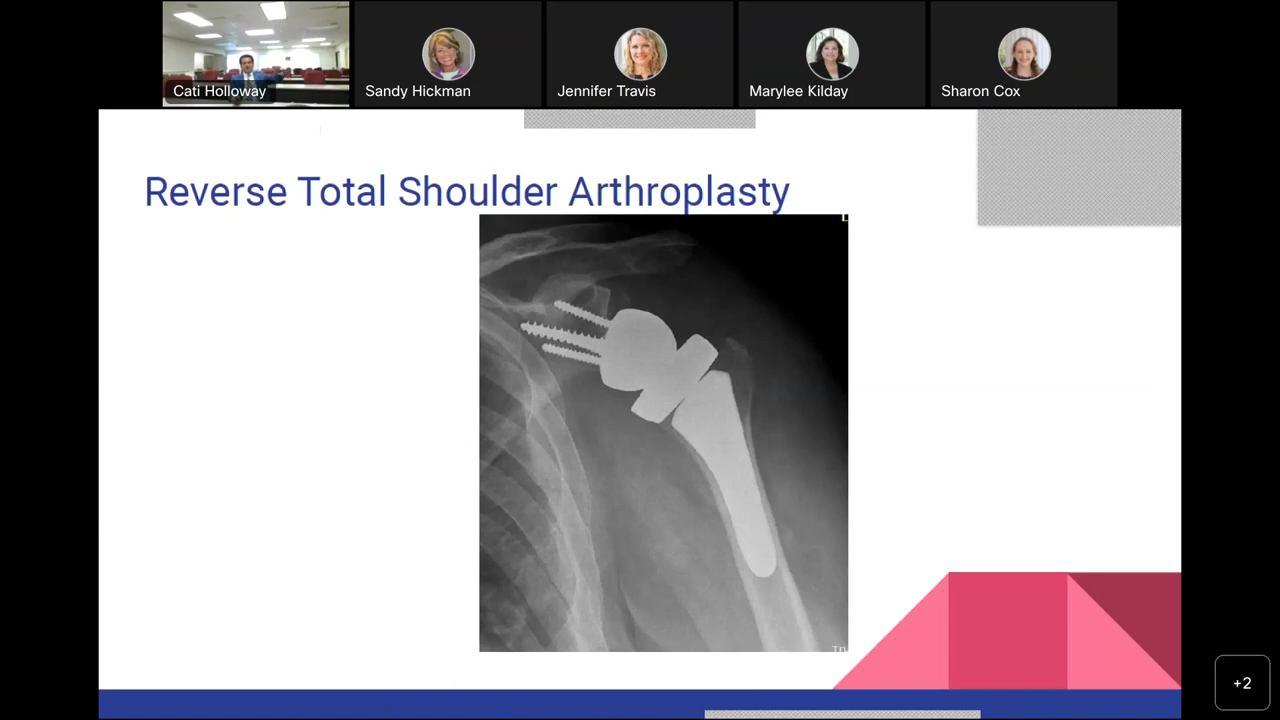 Cati Holloway
Sandy Hickman
Jennifer Travis
Marylee Kilday
Sharon Cox
Reverse Total Shoulder Arthroplasty
+2